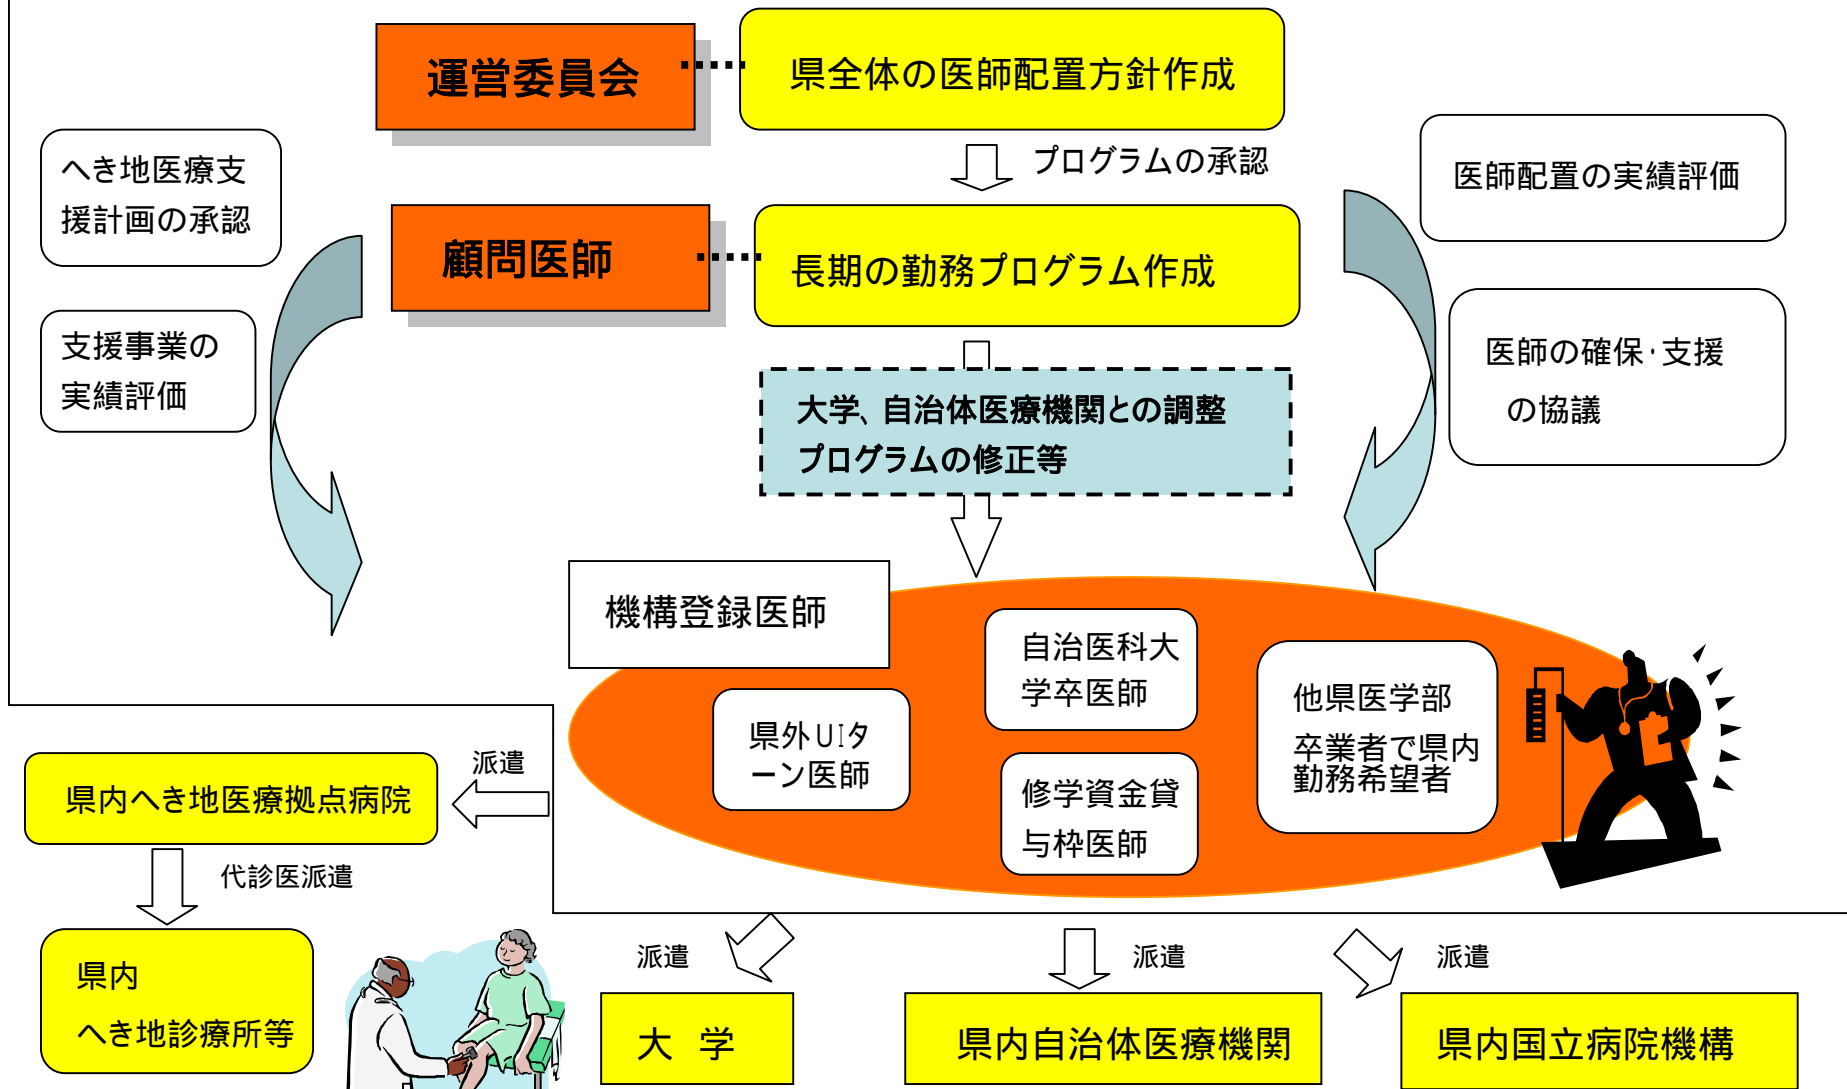 運営委員会
県全体の医師配置方針作成
プログラムの承認
へき地医療支
援計画の承認
医師配置の実績評価
顧問医師
長期の勤務プログラム作成
支援事業の
実績評価
医師の確保・支援
の協議
大学、自治体医療機関との調整
プログラムの修正等
機構登録医師
自治医科大
学卒医師
県外UIタ
ーン医師
修学資金貸
与枠医師
他県医学部
卒業者で県内
勤務希望者
派遣
県内へき地医療拠点病院
代診医派遣
県内
へき地診療所等
派遣
派遣
派遣
大 学
県内自治体医療機関
県内国立病院機構